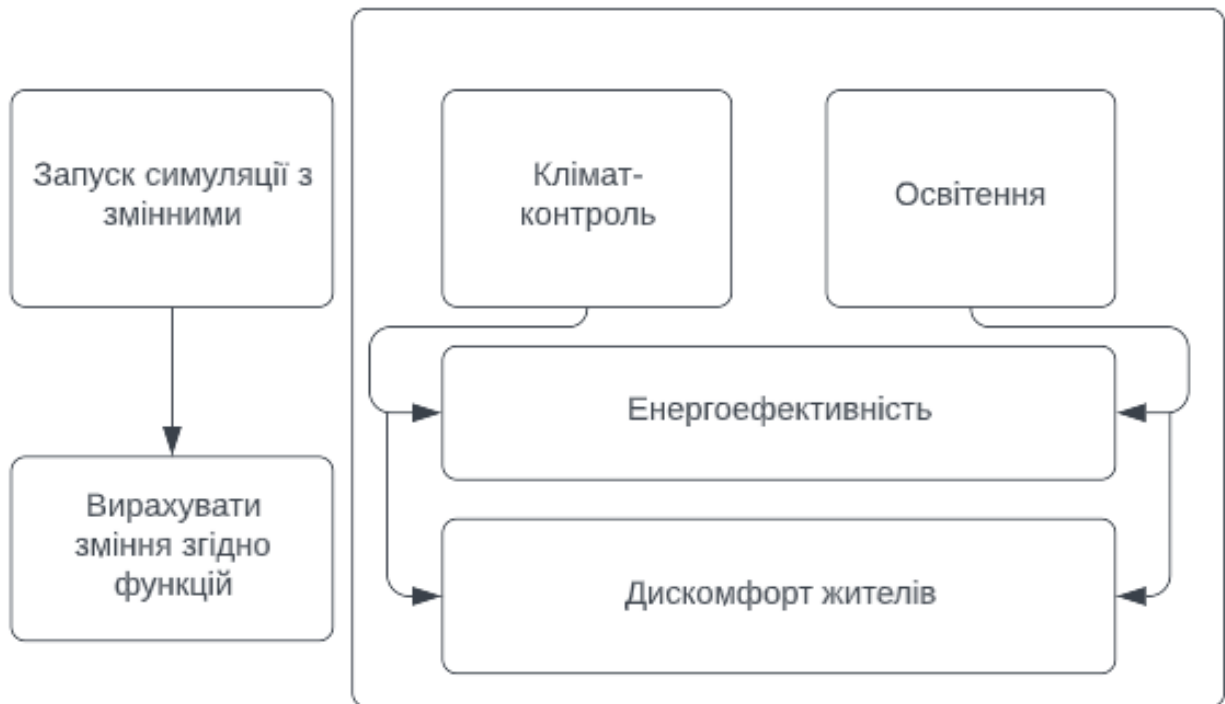 Запуск симуляції з
змінними
Клімат-
контроль
Освітення
Енергоефективність
Вирахувати
зміння згідно
функцій
Дискомфорт жителів